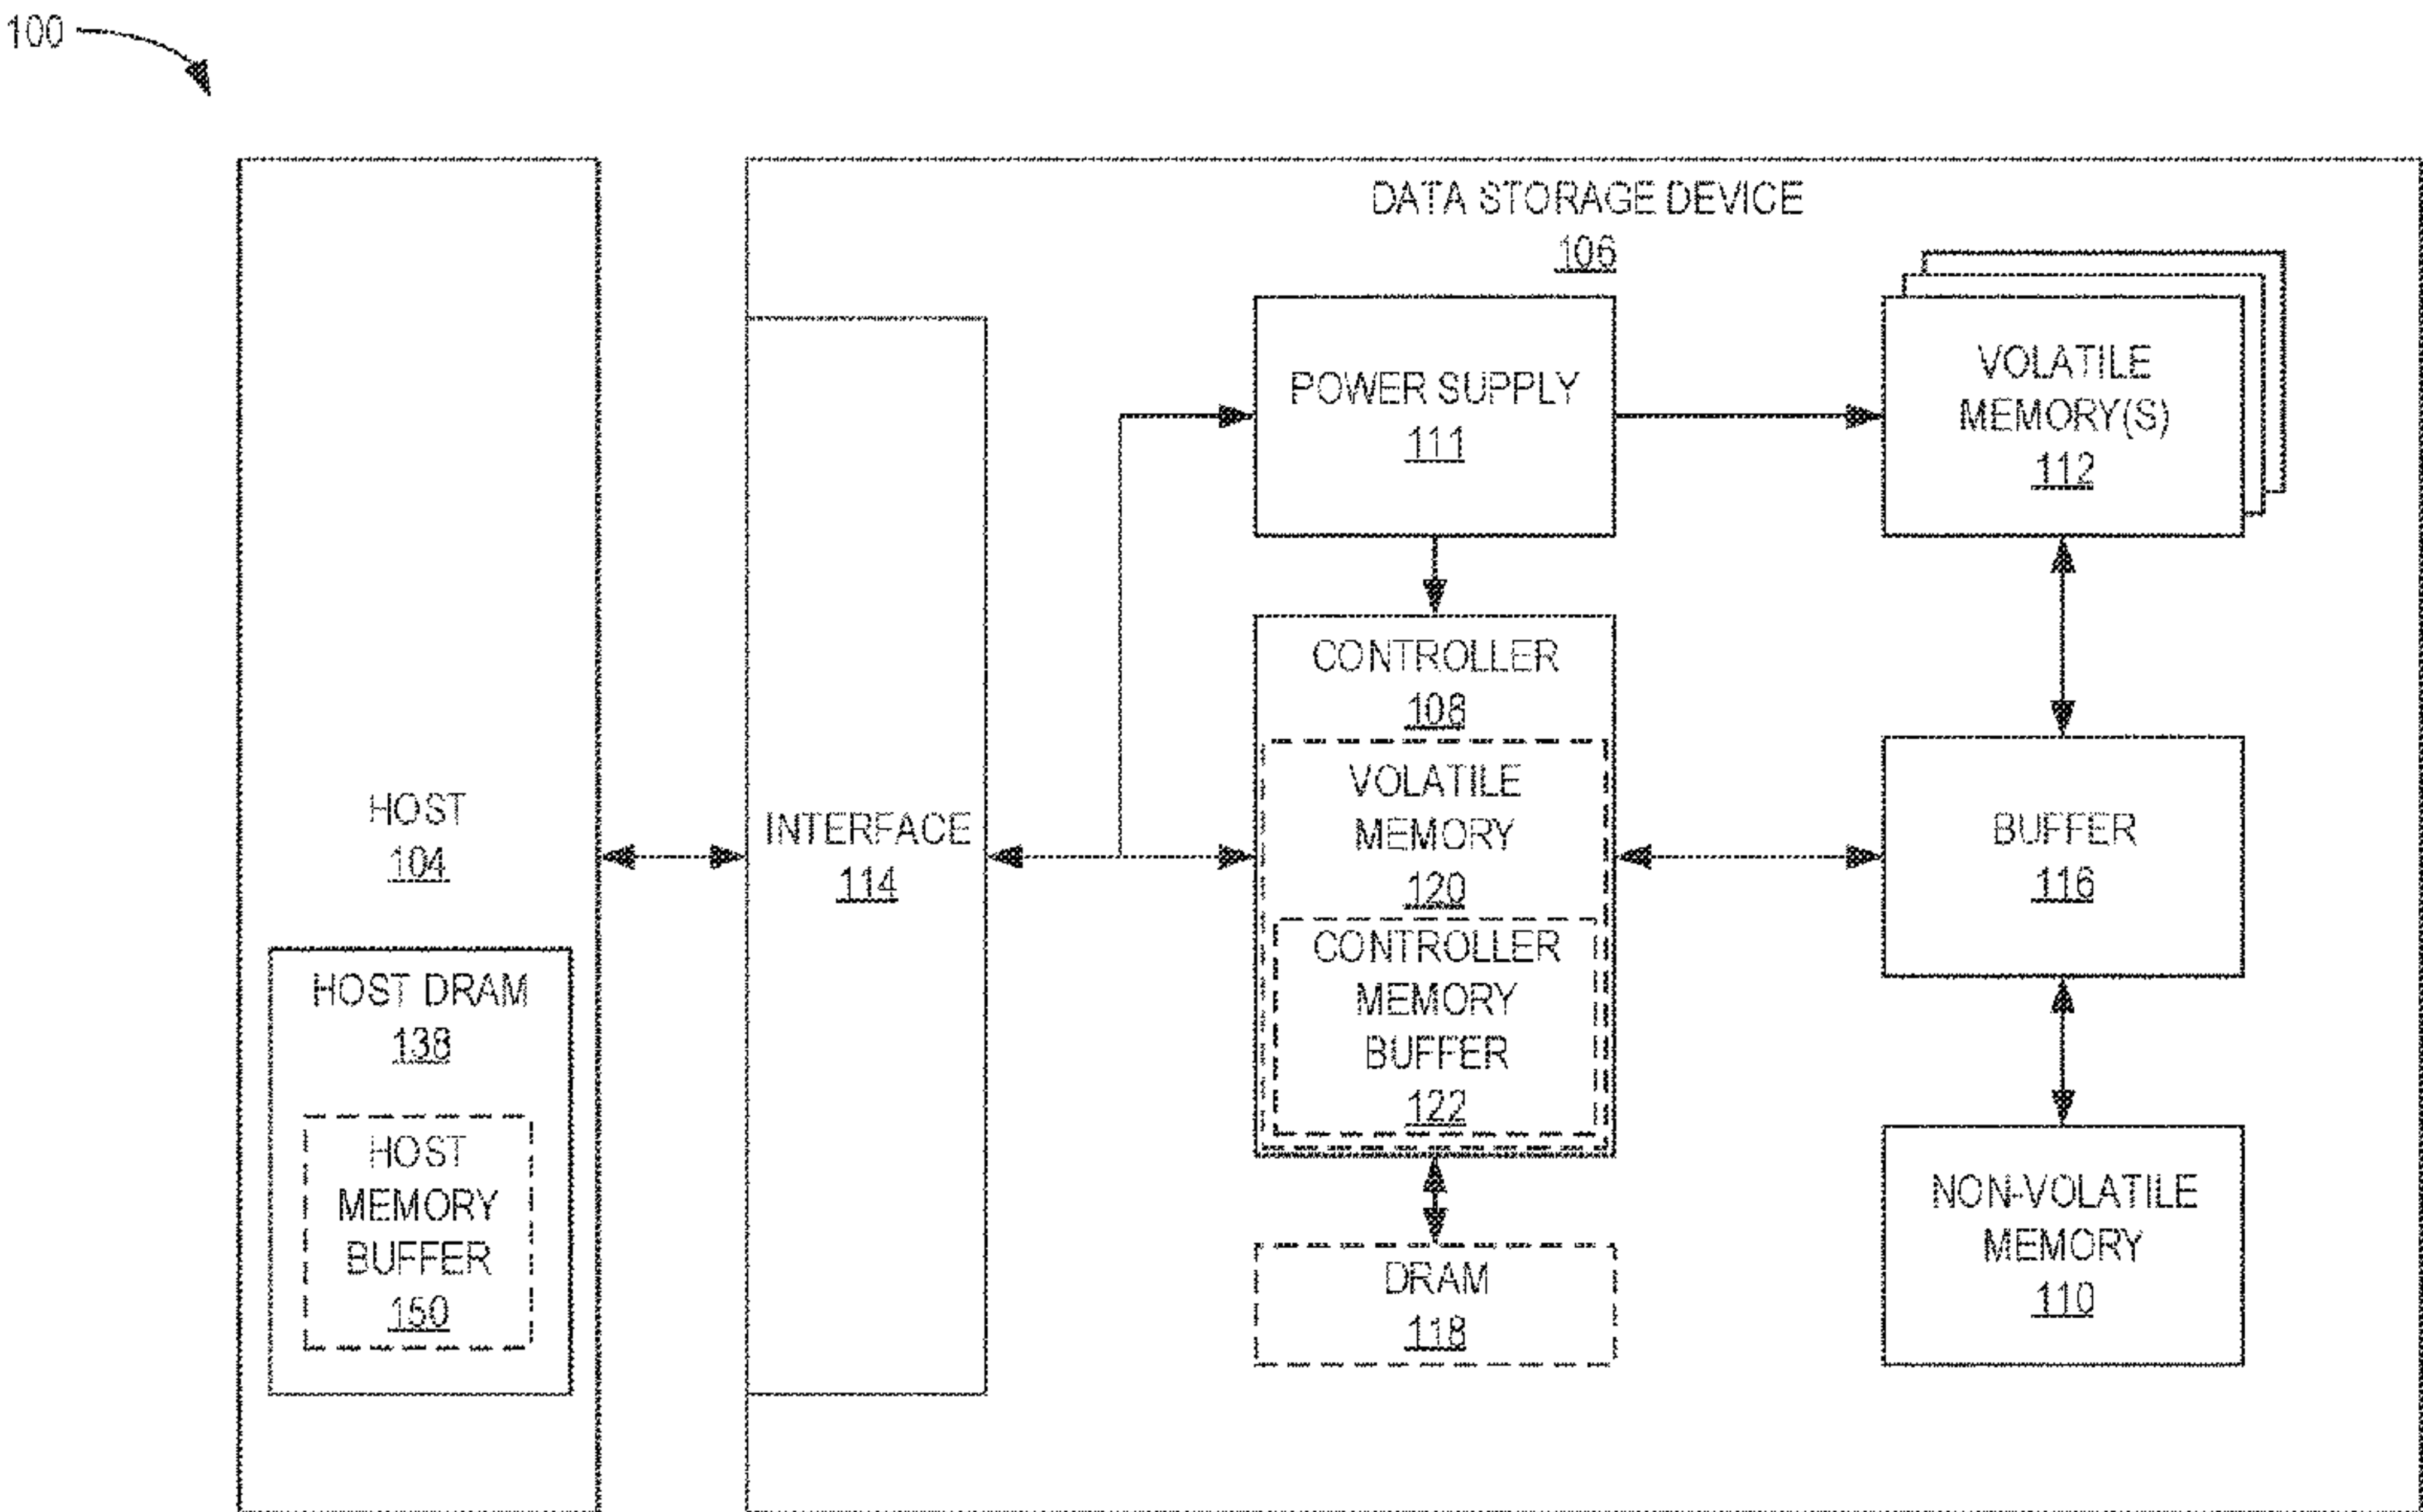 100
DATA STORAGE DEVICE
106
HOST
104
HOST DRAM
138
HOST
MEMORY
BUFFER
150
INTERFACE
114
POWER SUPPLY
111
CONTROLLER
108
VOLATILE
MEMORY
120
CONTROLLER
MEMORY
BUFFER
122
DRAM
118
VOLATILE
MEMORY(S)
112
BUFFER
116
NON-VOLATILE
MEMORY
110